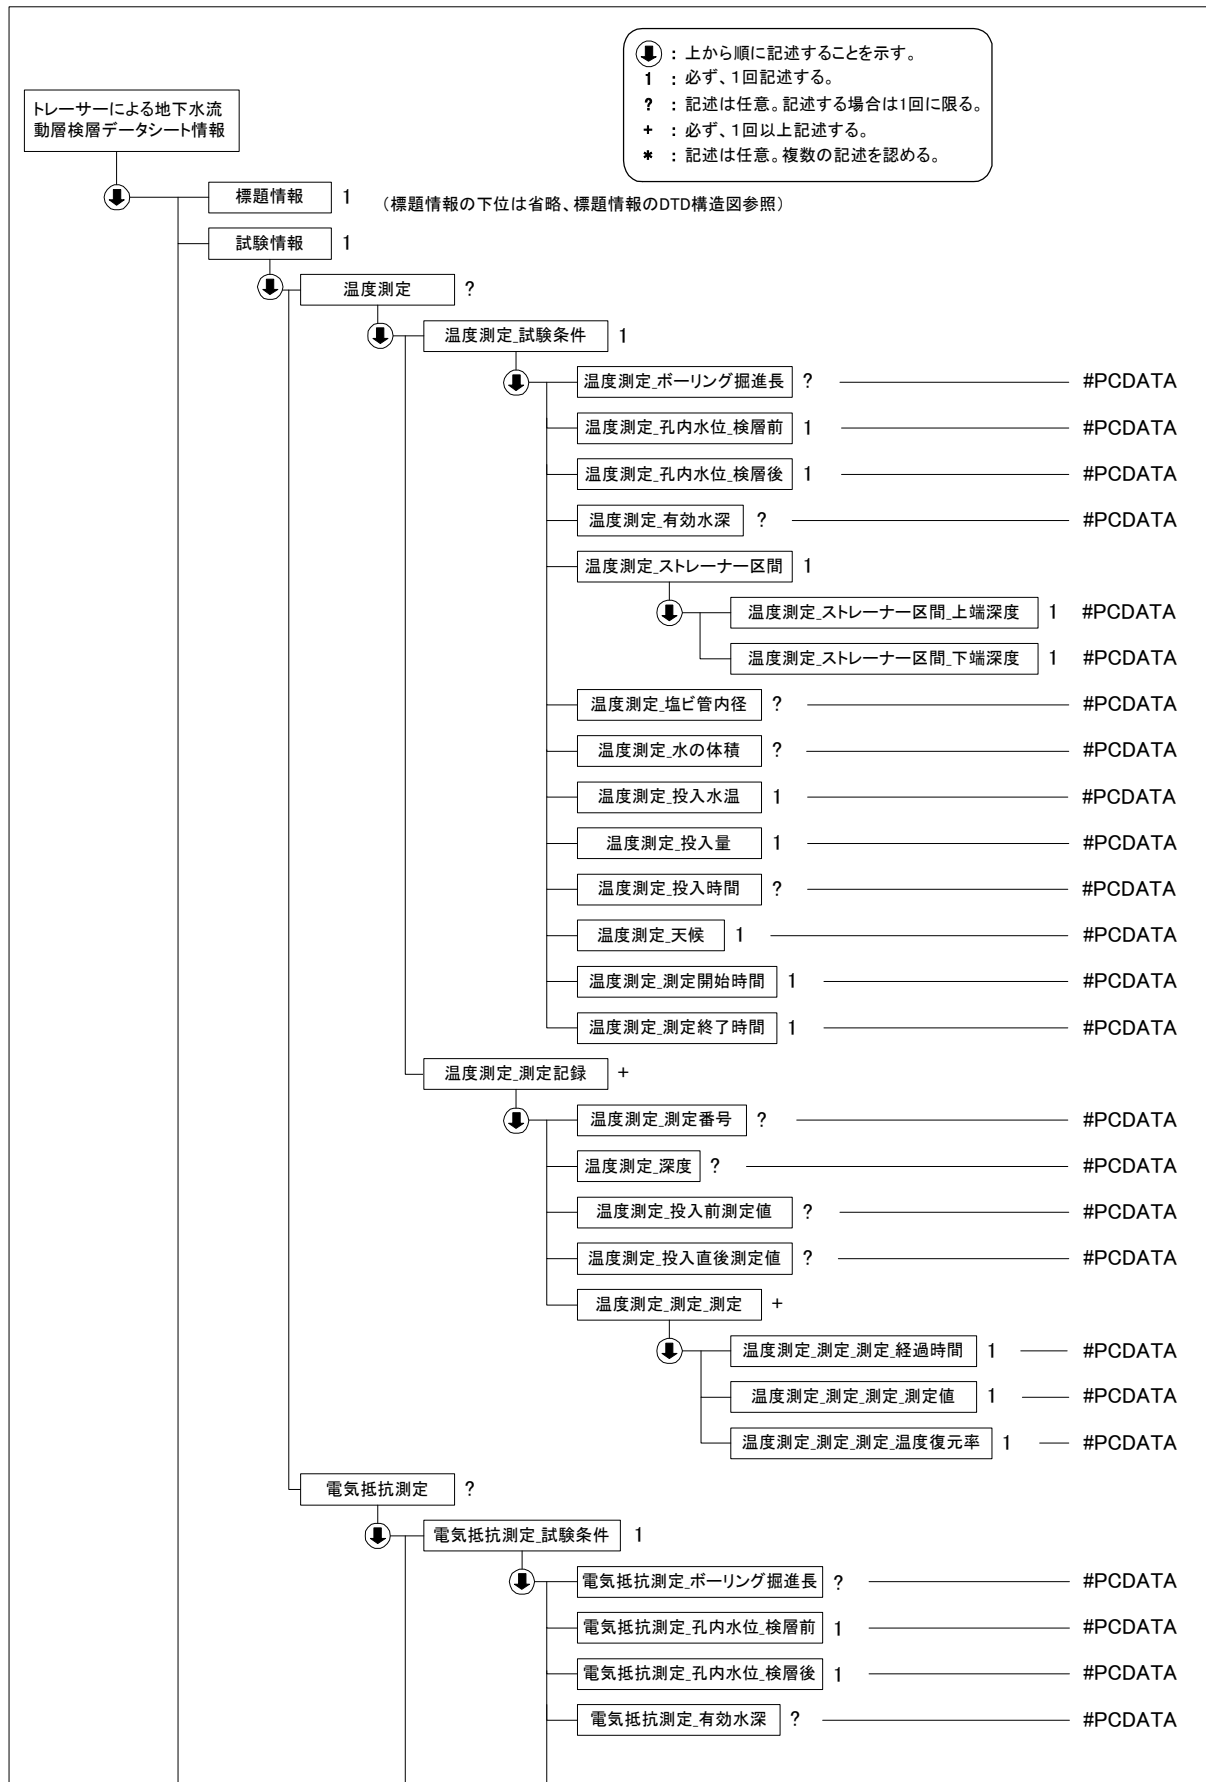 ： 上から順に記述することを示す。
1 ： 必ず、1回記述する。
? ： 記述は任意。記述する場合は1回に限る。
+ ： 必ず、1回以上記述する。
* ： 記述は任意。複数の記述を認める。
トレーサーによる地下水流
動層検層データシート情報
標題情報 1 （標題情報の下位は省略、標題情報のDTD構造図参照）
試験情報 1
温度測定 ?
温度測定_試験条件 1
温度測定_ボーリング掘進長 ? #PCDATA
温度測定_孔内水位_検層前 1 #PCDATA
温度測定_孔内水位_検層後 1 #PCDATA
温度測定_有効水深 ? #PCDATA
温度測定_ストレーナー区間 1
温度測定_ストレーナー区間_上端深度 1 #PCDATA
温度測定_ストレーナー区間_下端深度 1 #PCDATA
温度測定_塩ビ管内径 ? #PCDATA
温度測定_水の体積 ? #PCDATA
温度測定_投入水温 1 #PCDATA
温度測定_投入量 1 #PCDATA
温度測定_投入時間 ? #PCDATA
温度測定_天候 1 #PCDATA
温度測定_測定開始時間 1 #PCDATA
温度測定_測定終了時間 1 #PCDATA
温度測定_測定記録 +
温度測定_測定番号 ? #PCDATA
温度測定_深度 ? #PCDATA
温度測定_投入前測定値 ? #PCDATA
温度測定_投入直後測定値 ? #PCDATA
温度測定_測定_測定 +
温度測定_測定_測定_経過時間 1 #PCDATA
温度測定_測定_測定_測定値 1 #PCDATA
温度測定_測定_測定_温度復元率 1 #PCDATA
電気抵抗測定 ?
電気抵抗測定_試験条件 1
電気抵抗測定_ボーリング掘進長 ? #PCDATA
電気抵抗測定_孔内水位_検層前 1 #PCDATA
電気抵抗測定_孔内水位_検層後 1 #PCDATA
電気抵抗測定_有効水深 ? #PCDATA